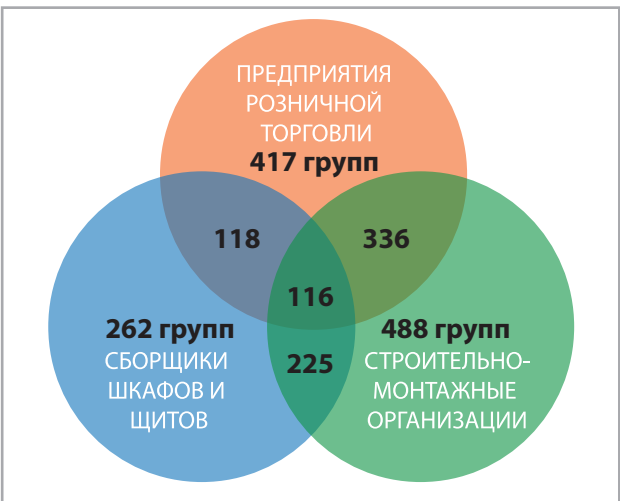 ПРЕДПРИЯТИЯ
РОЗНИЧНОЙ
ТОРГОВЛИ
417 групп
118
336
116
262 групп
СБОРЩИКИ
ШКАФОВ И
ЩИТОВ
225
488 групп
СТРОИТЕЛЬНО-
МОНТАЖНЫЕ
ОРГАНИЗАЦИИ